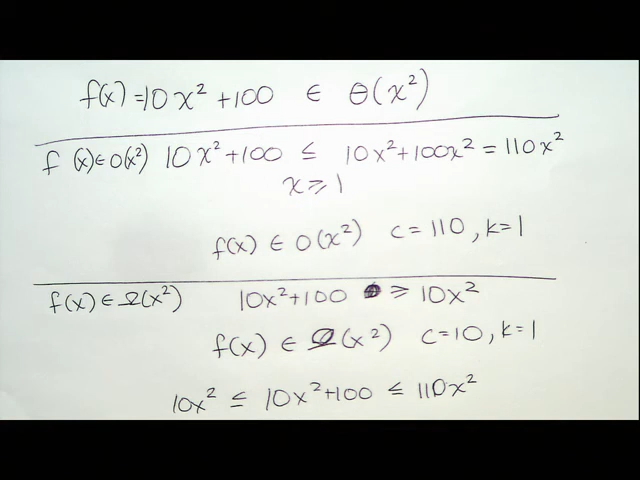 f(x) = 10x² + 100 ∈ Θ(x²)
f(x) ∈ O(x²) 10x² + 100 ≤ 10x² + 100x² = 110x²
x ≥ 1
f(x) ∈ O(x²) c = 110, k = 1
f(x) ∈ Ω(x²) 10x² + 100 ≥ 10x²
f(x) ∈ Ω(x²) c = 10, k = 1
10x² ≤ 10x² + 100 ≤ 110x²